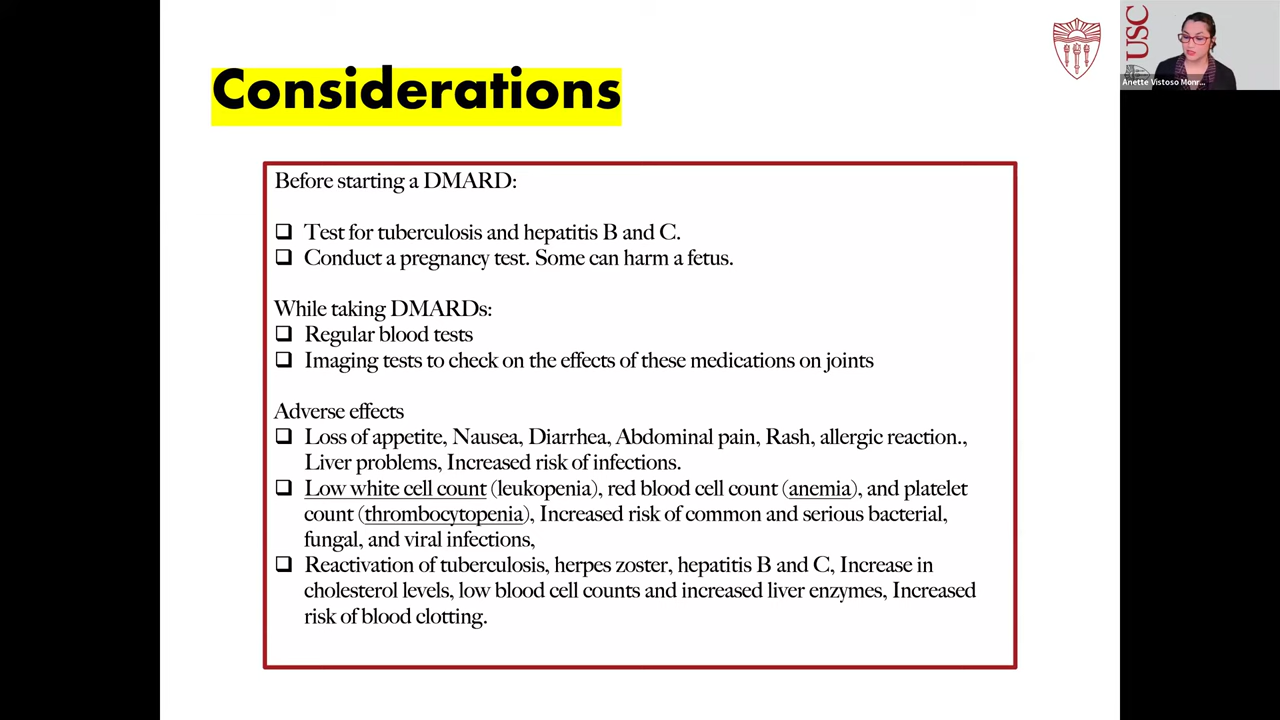 USC
Anette Vistoso Monr...
Considerations
Before starting a DMARD:
❑ Test for tuberculosis and hepatitis B and C.
❑ Conduct a pregnancy test. Some can harm a fetus.
While taking DMARDs:
❑ Regular blood tests
❑ Imaging tests to check on the effects of these medications on joints
Adverse effects
❑ Loss of appetite, Nausea, Diarrhea, Abdominal pain, Rash, allergic reaction.,
Liver problems, Increased risk of infections.
❑ Low white cell count (leukopenia), red blood cell count (anemia), and platelet
count (thrombocytopenia), Increased risk of common and serious bacterial,
fungal, and viral infections,
❑ Reactivation of tuberculosis, herpes zoster, hepatitis B and C, Increase in
cholesterol levels, low blood cell counts and increased liver enzymes, Increased
risk of blood clotting.